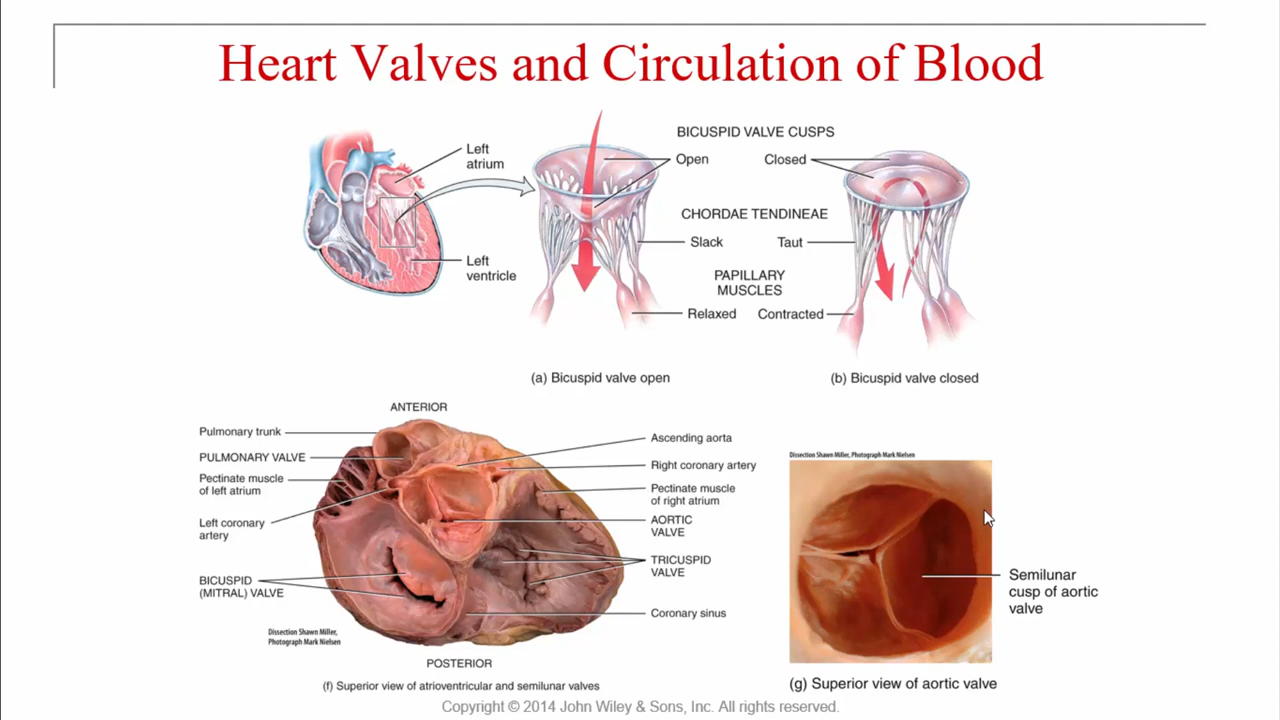 Heart Valves and Circulation of Blood
Left
atrium
Left
ventricle
BICUSPID VALVE CUSPS
Open
Closed
CHORDAE TENDINEAE
Slack
Taut
PAPILLARY
MUSCLES
Relaxed
Contracted
(a) Bicuspid valve open
(b) Bicuspid valve closed
ANTERIOR
Pulmonary trunk
PULMONARY VALVE
Pectinate muscle
of left atrium
Left coronary
artery
BICUSPID
(MITRAL) VALVE
Ascending aorta
Right coronary artery
Pectinate muscle
of right atrium
AORTIC
VALVE
TRICUSPID
VALVE
Coronary sinus
Dissection Shawn Miller,
Photograph Mark Nielsen
POSTERIOR
(f) Superior view of atrioventricular and semilunar valves
Dissection Shawn Miller, Photograph Mark Nielsen
Semilunar
cusp of aortic
valve
(g) Superior view of aortic valve
Copyright © 2014 John Wiley & Sons, Inc. All rights reserved.